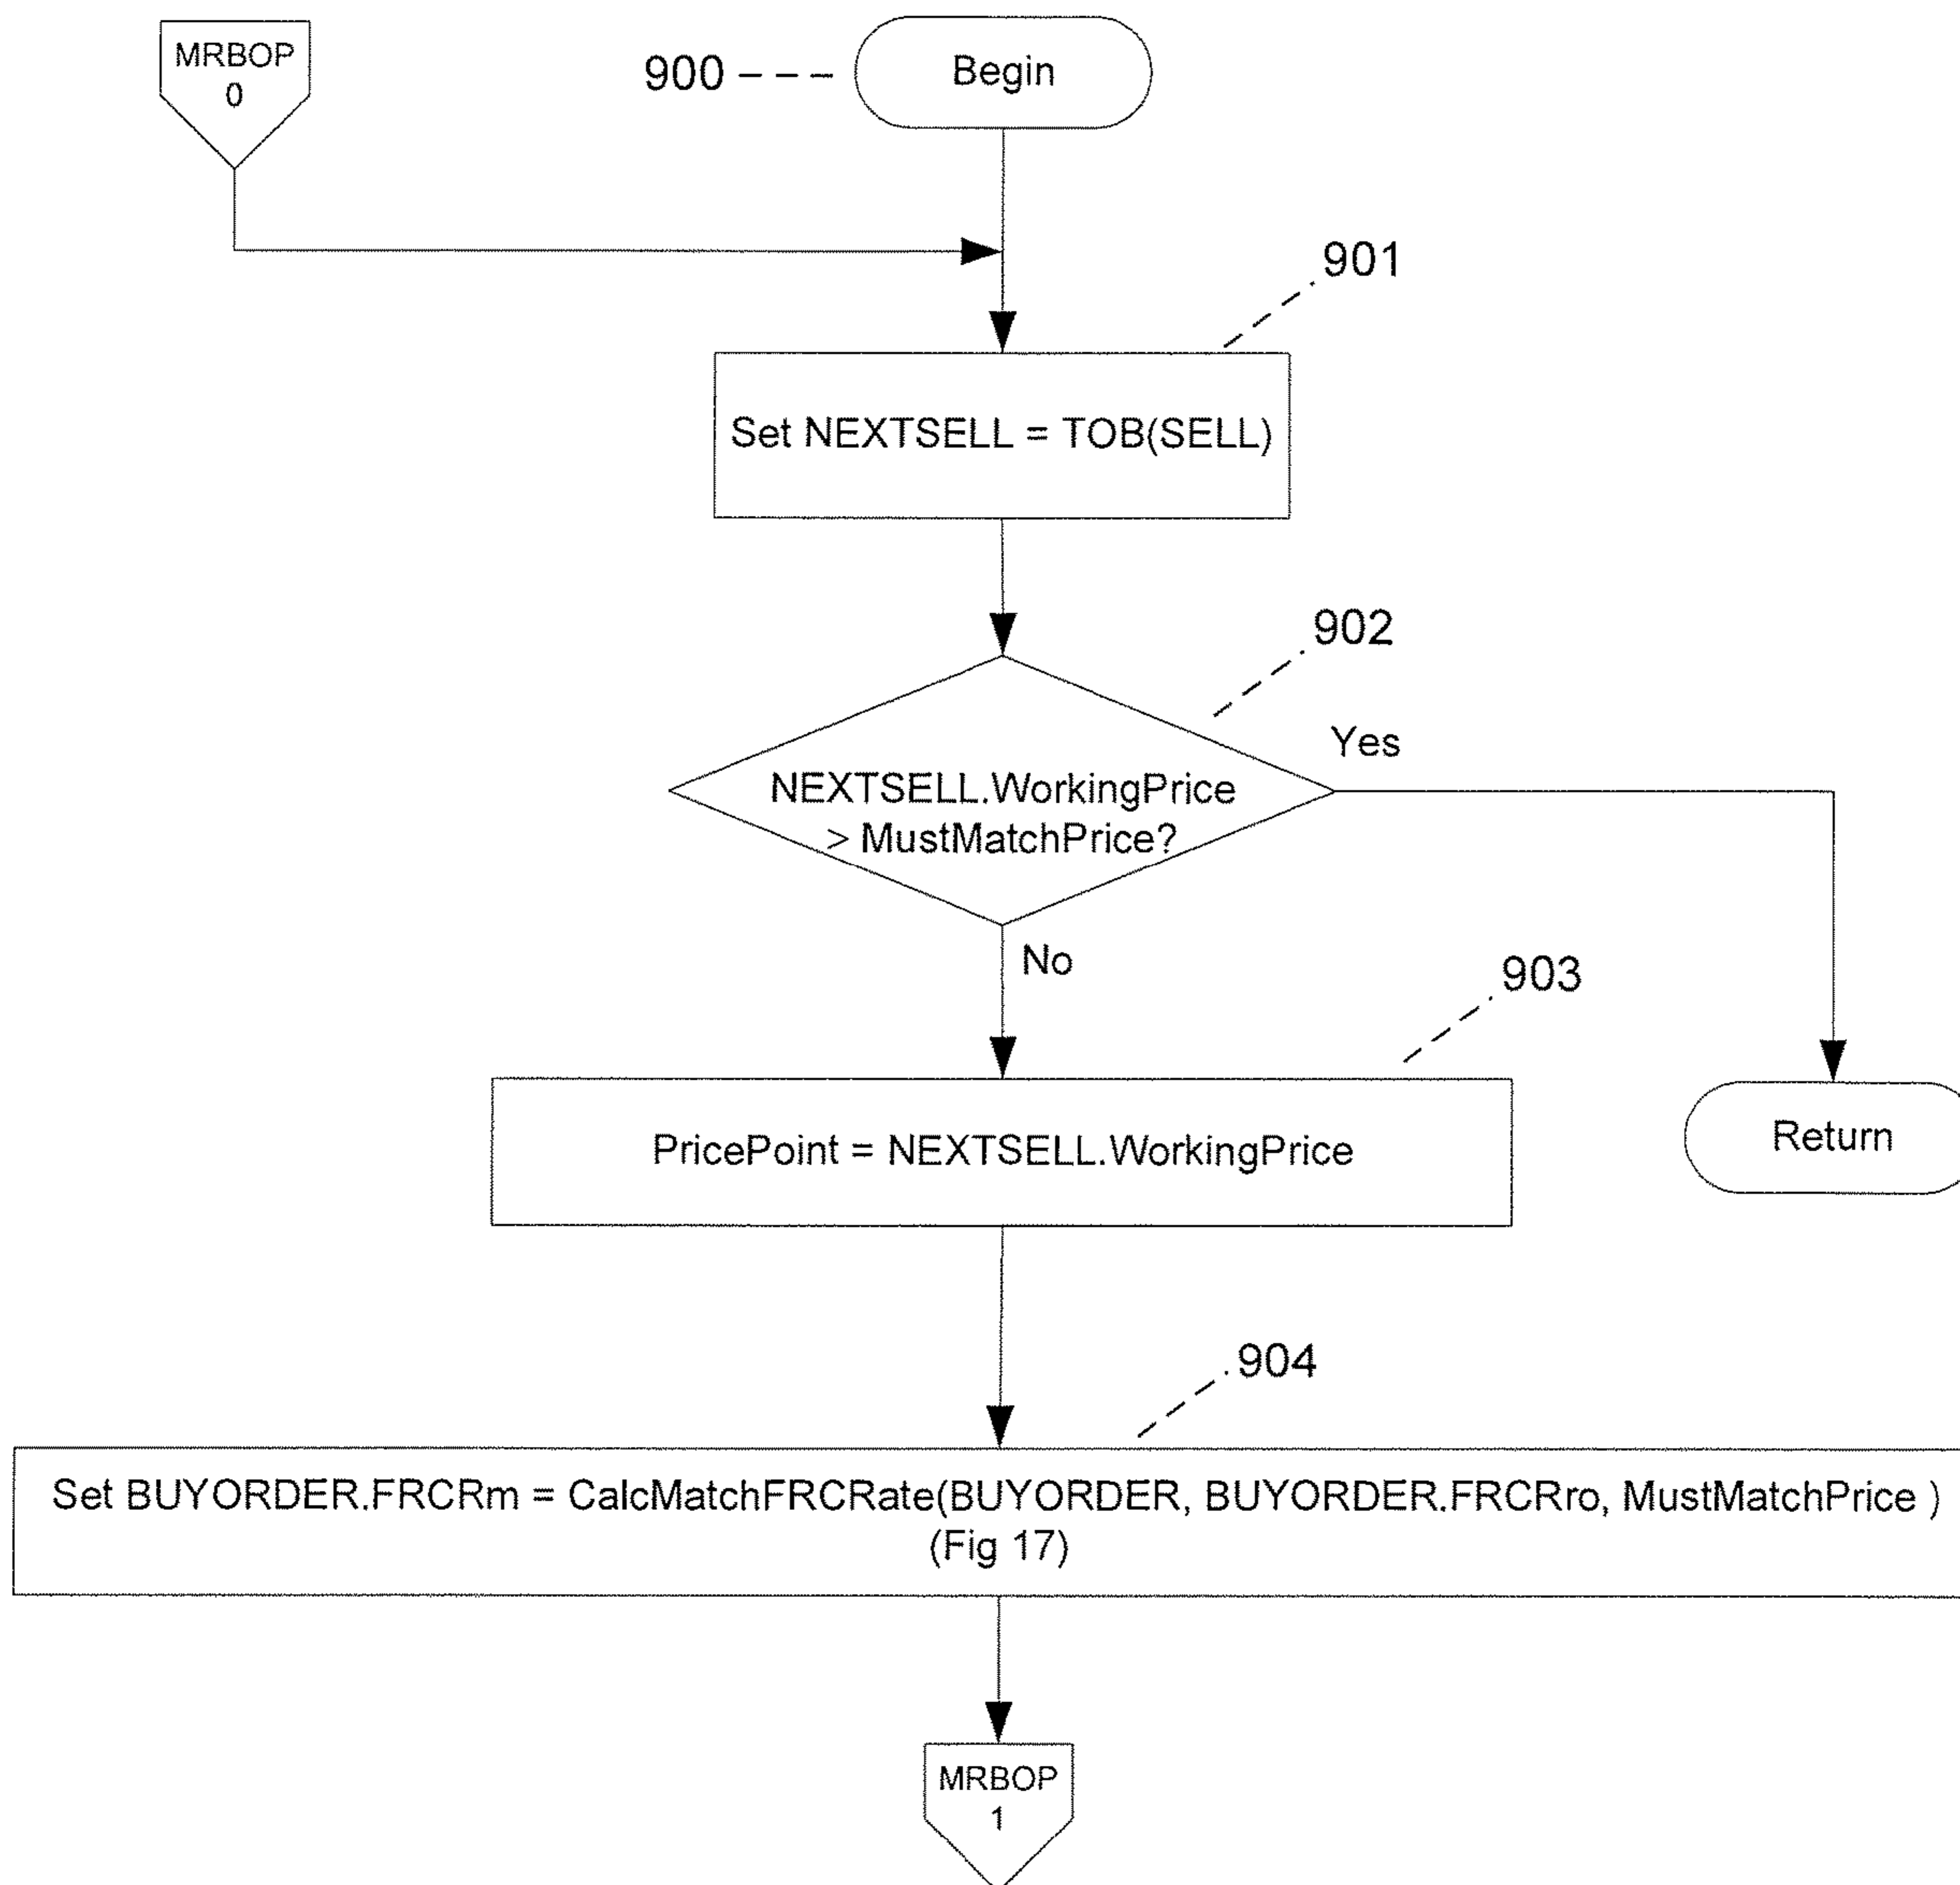 MRBOP
0
900
Begin
901
Set NEXTSELL = TOB(SELL)
902
NEXTSELL.WorkingPrice
> MustMatchPrice?
Yes
No
903
PricePoint = NEXTSELL.WorkingPrice
Return
904
Set BUYORDER.FRCRm = CalcMatchFRCRate(BUYORDER, BUYORDER.FRCRro, MustMatchPrice )
(Fig 17)
MRBOP
1